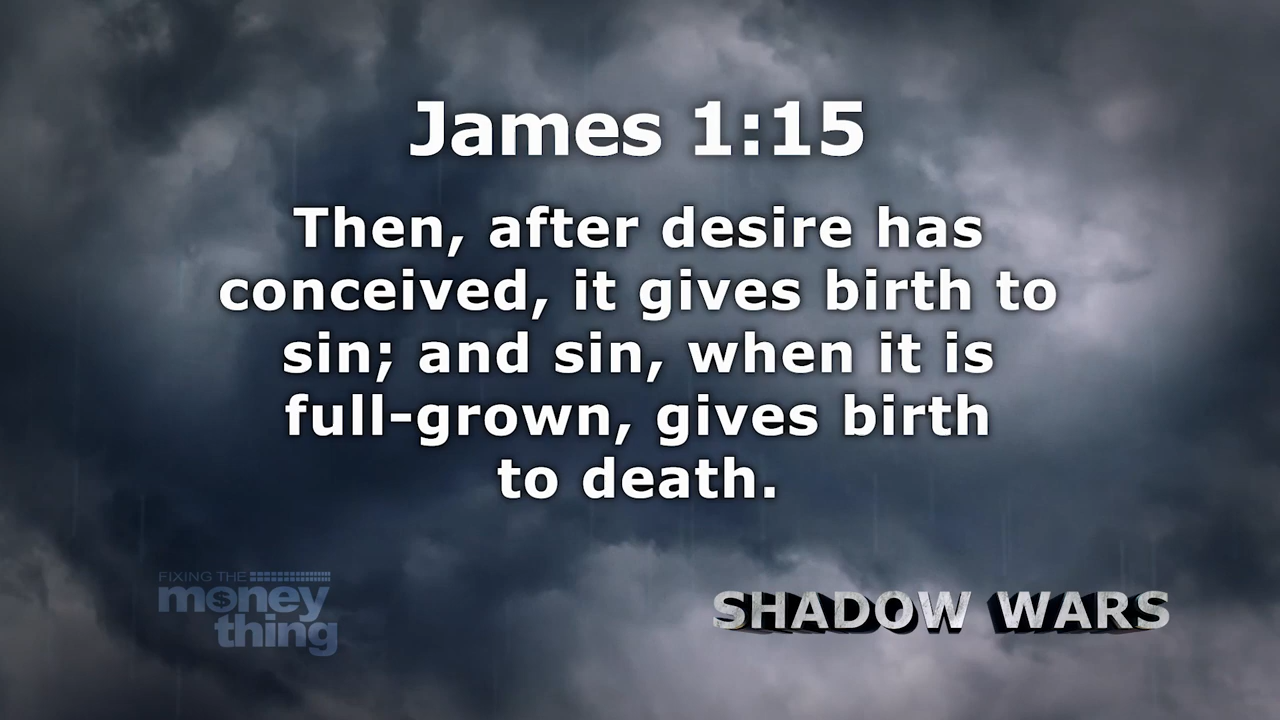 James 1:15
Then, after desire has
conceived, it gives birth to
sin; and sin, when it is
full-grown, gives birth
to death.
FIXING THE
money
thing
SHADOW WARS